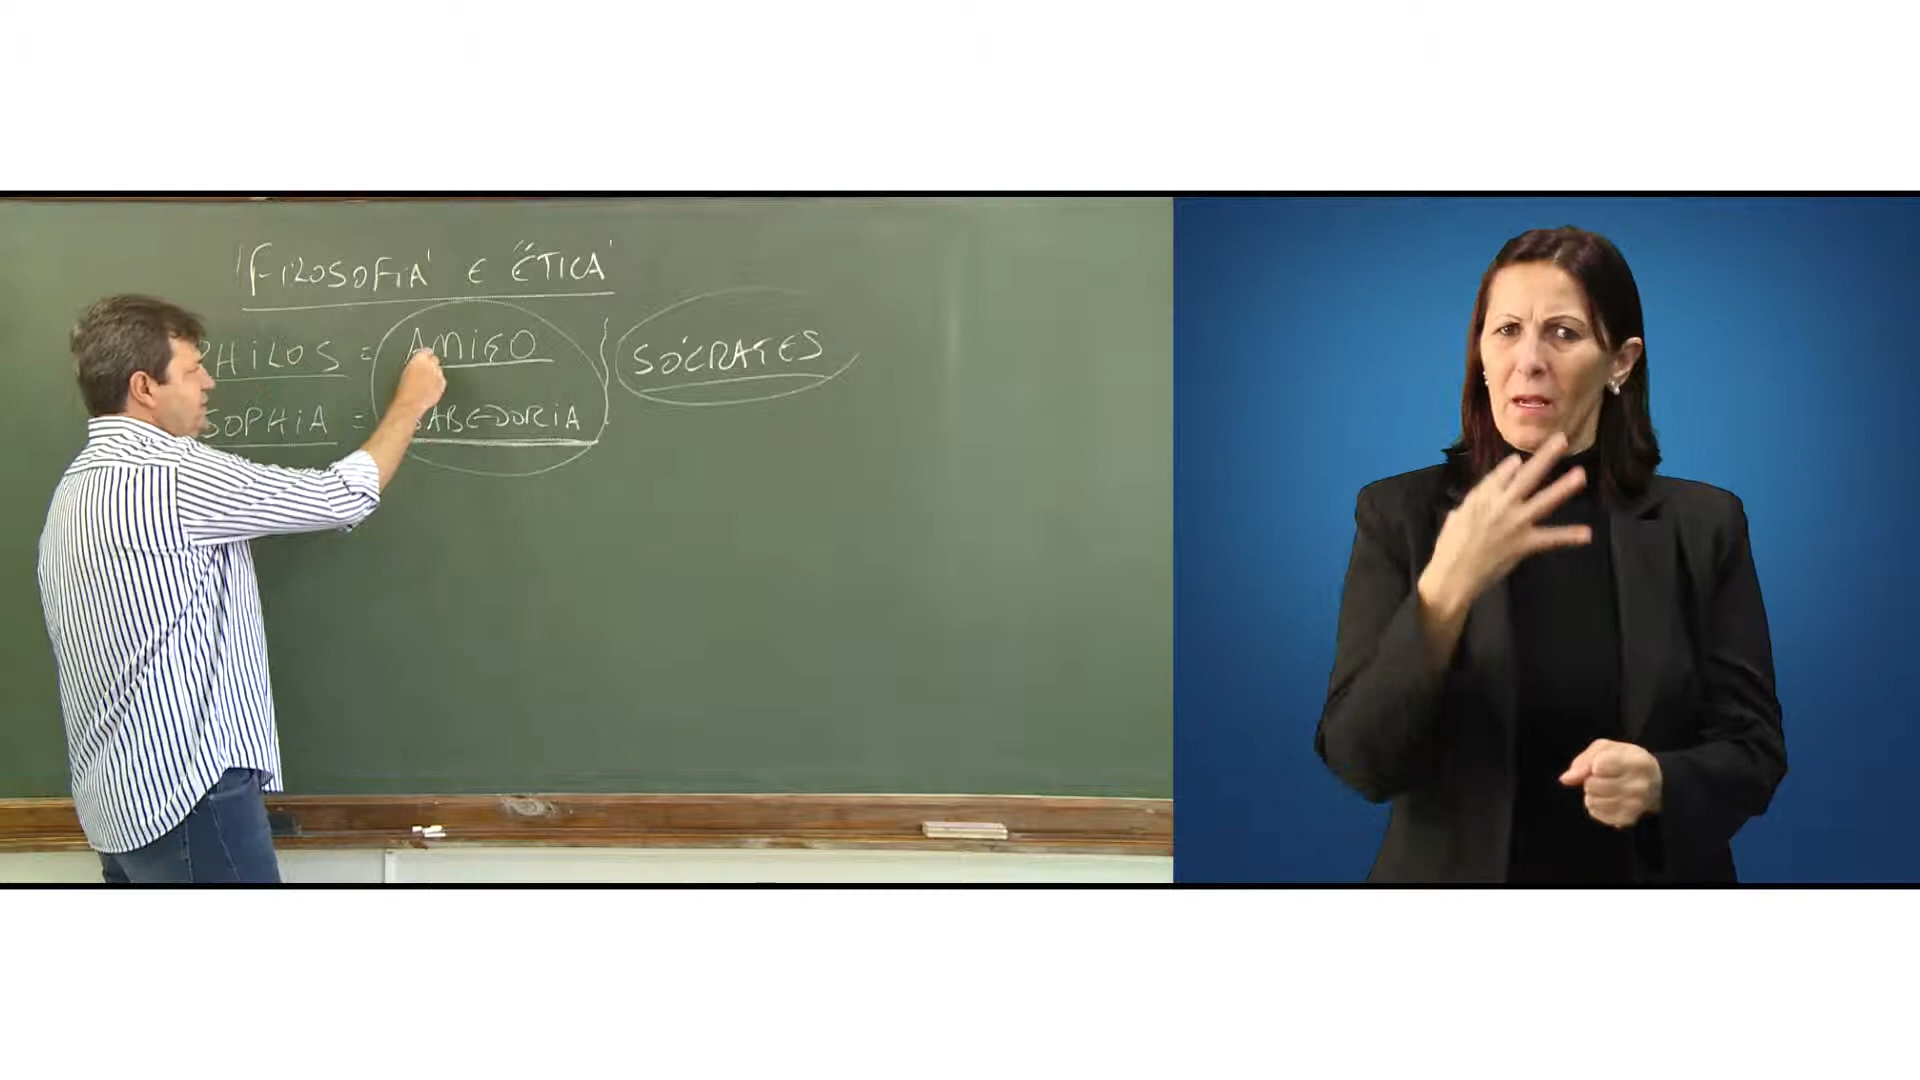 'FILOSOFIA' E "ÉTICA"
PHILOS = AMIGO } SÓCRATES
SOPHIA = SABEDORIA